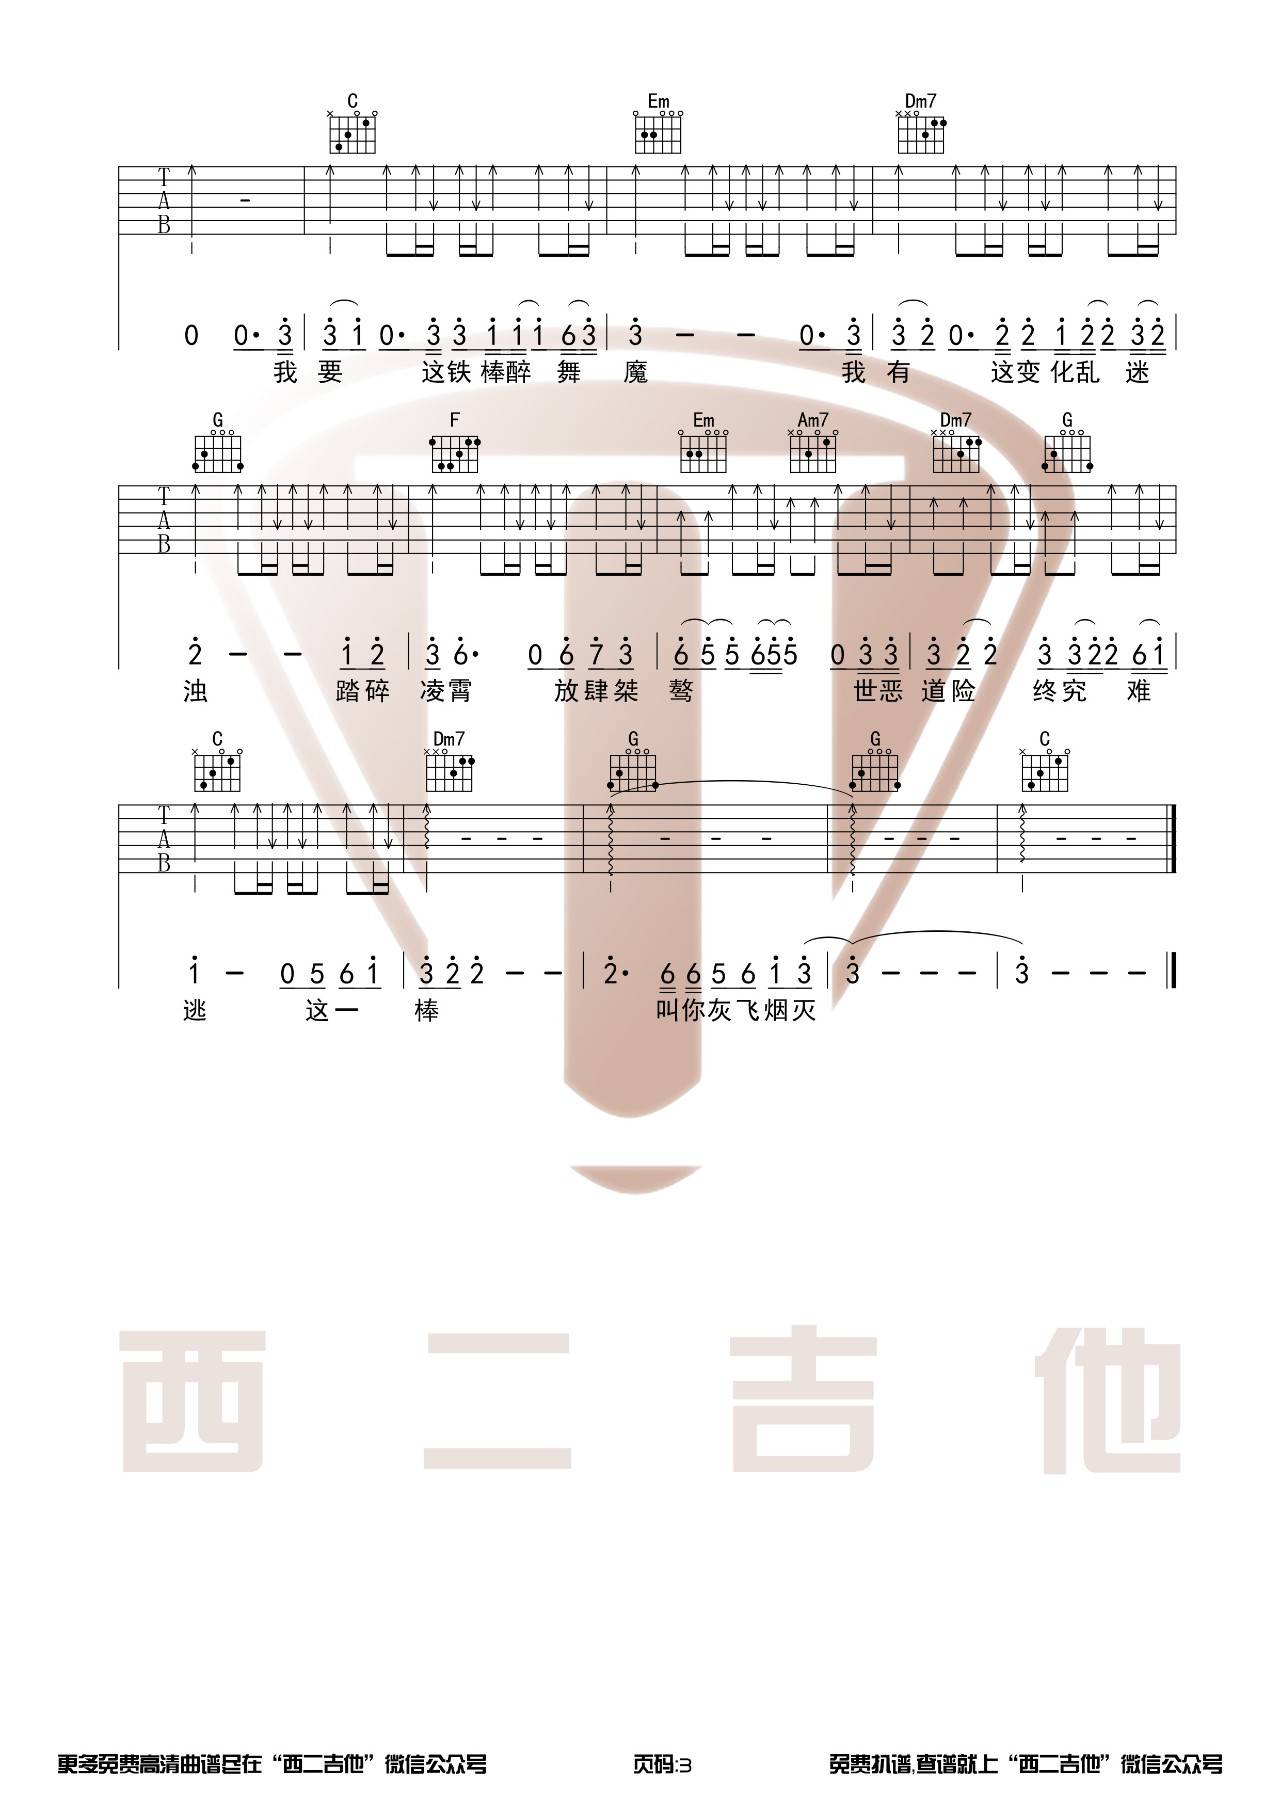 C Em Dm7
T
A
B
0 0· 3 3 1 0· 3 3 1 1 1 6 3 3 – – 0· 3 3 2 0· 2 2 1 2 2 3 2
我 要 这铁 棒醉 舞 魔 我 有 这变 化乱 迷
G F Em Am7 Dm7 G
T
A
B
2 – – 1 2 3 6· 0 6 7 3 6 5 5 6 5 5 0 3 3 3 2 2 3 3 2 2 6 1
浊 踏碎 凌霄 放肆桀 骜 世恶 道险 终究 难
C Dm7 G G C
T
A
B
1 – 0 5 6 1 3 2 2 – – 2· 6 6 5 6 1 3 3 – – – 3 – – –
逃 这一 棒 叫你灰飞烟灭
西二吉他
更多免费高清曲谱尽在“西二吉他”微信公众号 页码:3 免费扒谱,查谱就上“西二吉他”微信公众号